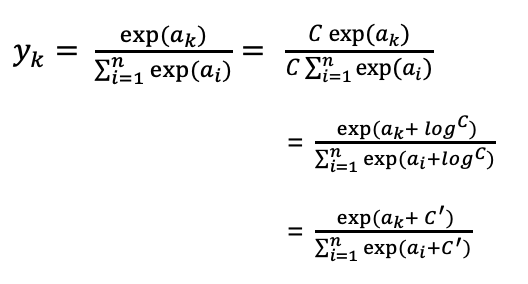 y_k = exp(a_k) / ∑_{i=1}^{n} exp(a_i) = C exp(a_k) / C ∑_{i=1}^{n} exp(a_i)
= exp(a_k + log^C) / ∑_{i=1}^{n} exp(a_i + log^C)
= exp(a_k + C′) / ∑_{i=1}^{n} exp(a_i + C′)